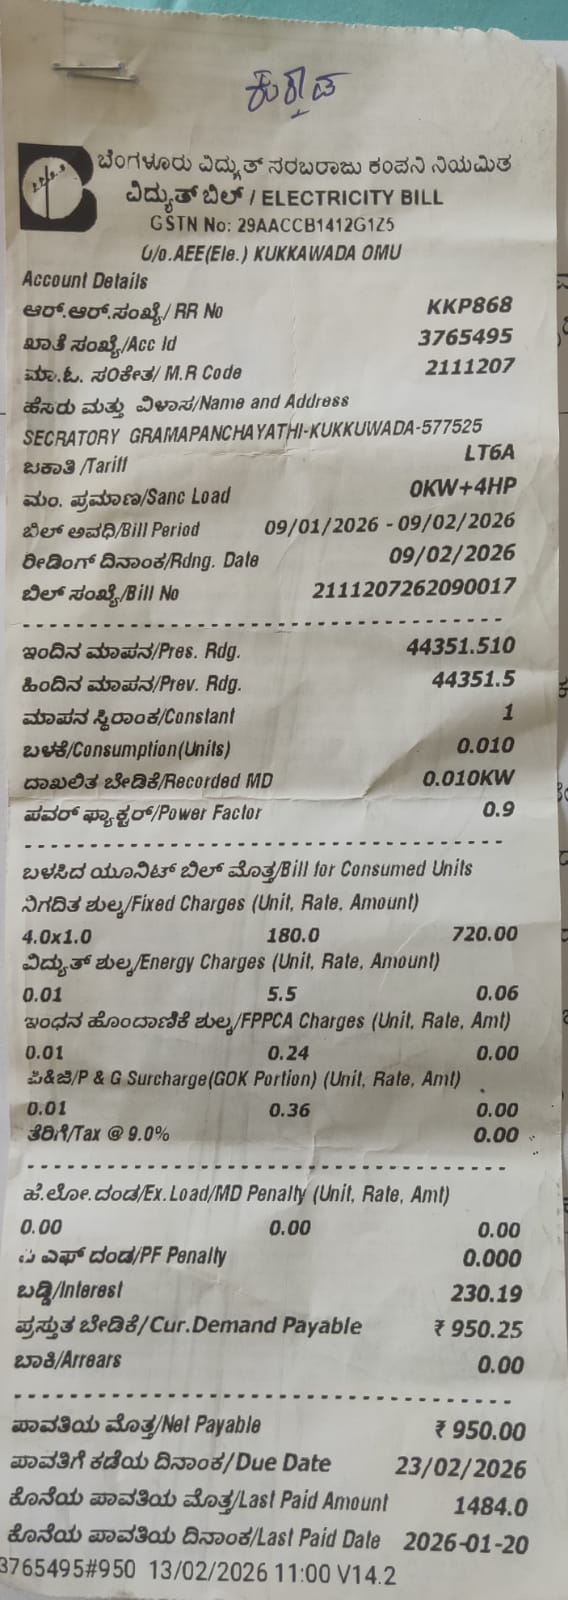 ಕುಕ್ಕುವಾಡ
ಬೆಂಗಳೂರು ವಿದ್ಯುತ್ ಸರಬರಾಜು ಕಂಪನಿ ನಿಯಮಿತ
ವಿದ್ಯುತ್ ಬಿಲ್ / ELECTRICITY BILL
GSTN No: 29AACCB1412G1Z5
O/o.AEE(Ele.) KUKKAWADA OMU
Account Details
ಆರ್.ಆರ್.ಸಂಖ್ಯೆ/ RR No KKP868
ಖಾತೆ ಸಂಖ್ಯೆ/Acc Id 3765495
ಮಾ.ಓ. ಸಂಕೇತ/ M.R Code 2111207
ಹೆಸರು ಮತ್ತು ವಿಳಾಸ/Name and Address
SECRATORY GRAMAPANCHAYATHI-KUKKUWADA-577525
ಬಕಾತಿ /Tariff LT6A
ಮಂ. ಪ್ರಮಾಣ/Sanc Load 0KW+4HP
ಬಿಲ್ ಅವಧಿ/Bill Period 09/01/2026 - 09/02/2026
ರೀಡಿಂಗ್ ದಿನಾಂಕ/Rdng. Date 09/02/2026
ಬಿಲ್ ಸಂಖ್ಯೆ/Bill No 2111207262090017
ಇಂದಿನ ಮಾಪನ/Pres. Rdg. 44351.510
ಹಿಂದಿನ ಮಾಪನ/Prev. Rdg. 44351.5
ಮಾಪನ ಸ್ಥಿರಾಂಕ/Constant 1
ಬಳಕೆ/Consumption(Units) 0.010
ದಾಖಲಿತ ಬೇಡಿಕೆ/Recorded MD 0.010KW
ಪವರ್ ಫ್ಯಾಕ್ಟರ್/Power Factor 0.9
ಬಳಸಿದ ಯೂನಿಟ್ ಬಿಲ್ ಮೊತ್ತ/Bill for Consumed Units
ನಿಗದಿತ ಶುಲ್ಕ/Fixed Charges (Unit, Rate, Amount)
4.0x1.0 180.0 720.00
ವಿದ್ಯುತ್ ಶುಲ್ಕ/Energy Charges (Unit, Rate, Amount)
0.01 5.5 0.06
ಇಂಧನ ಹೊಂದಾಣಿಕೆ ಶುಲ್ಕ/FPPCA Charges (Unit, Rate, Amt)
0.01 0.24 0.00
ಪಿ&ಜಿ/P & G Surcharge(GOK Portion) (Unit, Rate, Amt)
0.01 0.36 0.00
ತೆರಿಗೆ/Tax @ 9.0% 0.00
ಹೆ.ಲೋ.ದಂಡ/Ex.Load/MD Penalty (Unit, Rate, Amt)
0.00 0.00 0.00
ಎಫ್ ದಂಡ/PF Penalty 0.000
ಬಡ್ಡಿ/Interest 230.19
ಪ್ರಸ್ತುತ ಬೇಡಿಕೆ/Cur.Demand Payable ₹ 950.25
ಬಾಕಿ/Arrears 0.00
ಪಾವತಿಯ ಮೊತ್ತ/Net Payable ₹ 950.00
ಪಾವತಿಗೆ ಕಡೆಯ ದಿನಾಂಕ/Due Date 23/02/2026
ಕೊನೆಯ ಪಾವತಿಯ ಮೊತ್ತ/Last Paid Amount 1484.0
ಕೊನೆಯ ಪಾವತಿಯ ದಿನಾಂಕ/Last Paid Date 2026-01-20
3765495#950 13/02/2026 11:00 V14.2